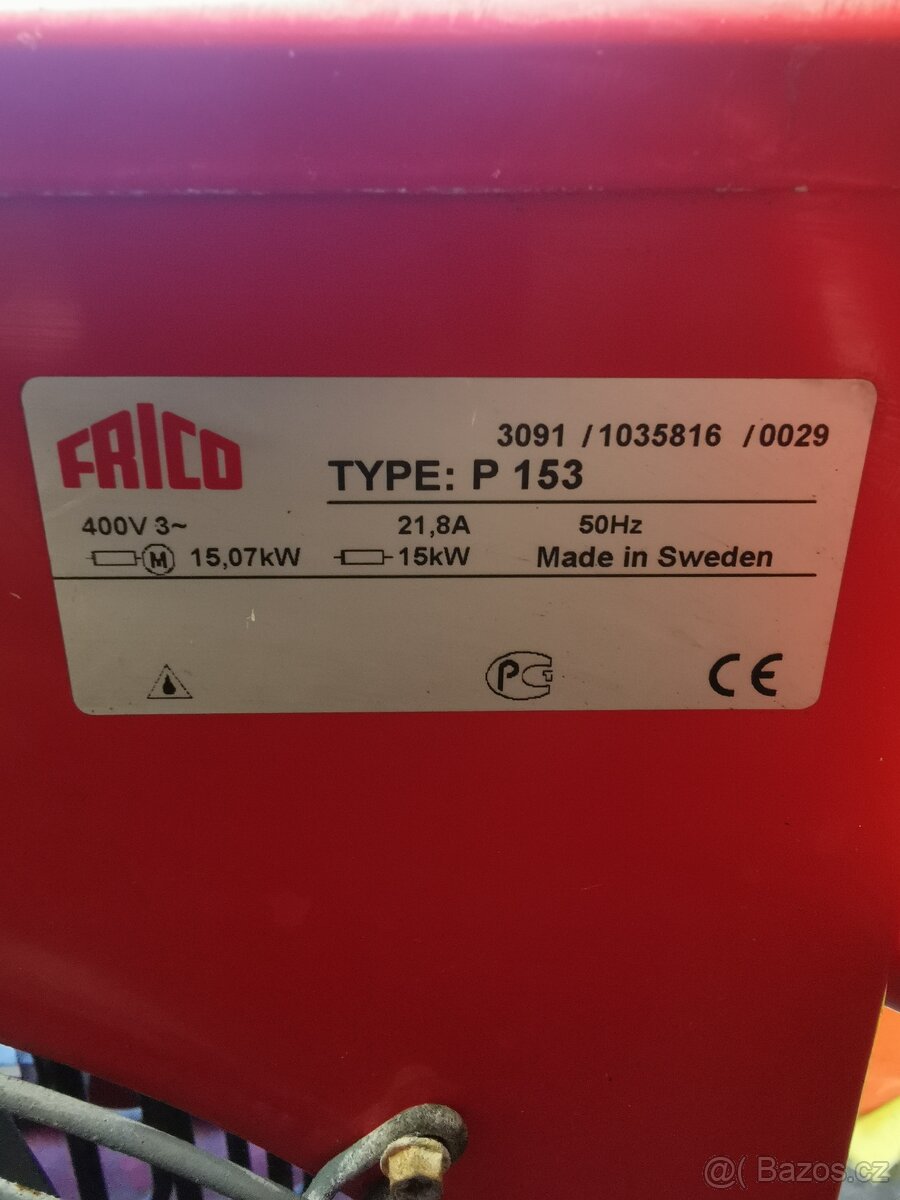 FRICO
3091 /1035816 /0029
TYPE: P 153
400V 3~ 21,8A 50Hz
M 15,07kW 15kW Made in Sweden
PC CE
@( Bazos.cz